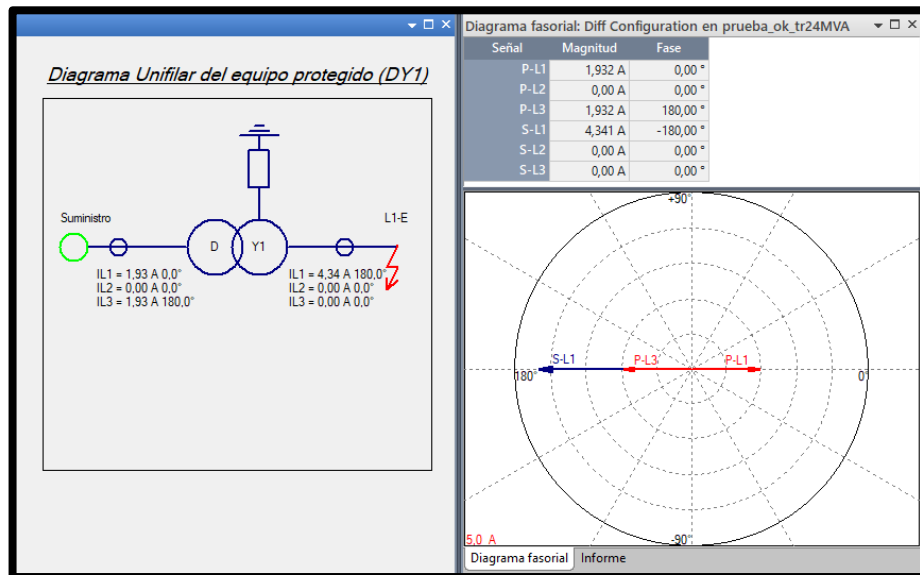 Diagrama Unifilar del equipo protegido (DY1)
Suministro
L1-E
D
Y1
IL1 = 1,93 A 0,0°
IL2 = 0,00 A 0,0°
IL3 = 1,93 A 180,0°
IL1 = 4,34 A 180,0°
IL2 = 0,00 A 0,0°
IL3 = 0,00 A 0,0°
Diagrama fasorial: Diff Configuration en prueba_ok_tr24MVA
Señal Magnitud Fase
P-L1 1,932 A 0,00 °
P-L2 0,00 A 0,00 °
P-L3 1,932 A 180,00 °
S-L1 4,341 A -180,00 °
S-L2 0,00 A 0,00 °
S-L3 0,00 A 0,00 °
+90°
S-L1 P-L3 P-L1
180° 0°
-90°
5,0 A
Diagrama fasorial Informe